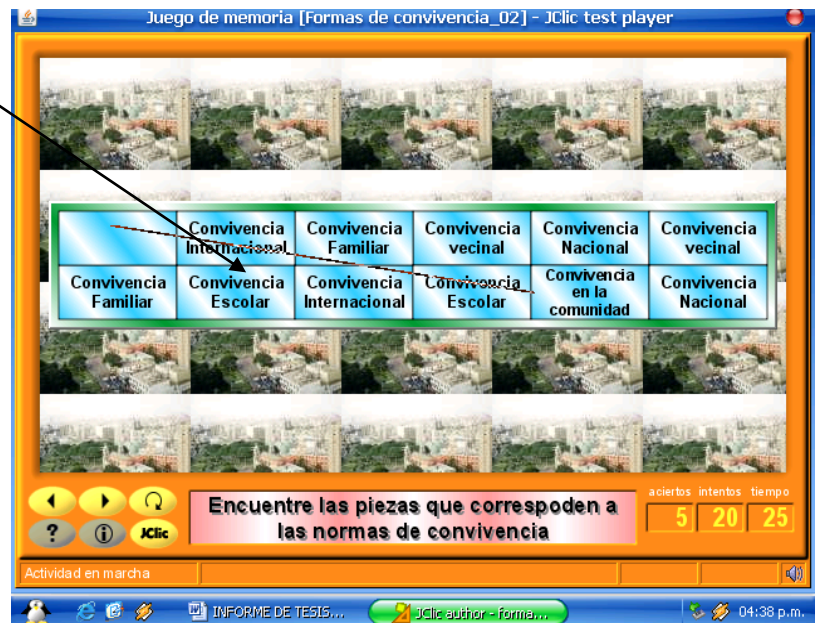 Juego de memoria [Formas de convivencia_02] - JClic test player
Convivencia Internacional
Convivencia Familiar
Convivencia vecinal
Convivencia Nacional
Convivencia vecinal
Convivencia Familiar
Convivencia Escolar
Convivencia Internacional
Convivencia Escolar
Convivencia en la comunidad
Convivencia Nacional
Encuentre las piezas que correspoden a
las normas de convivencia
aciertos intentos tiempo
5 20 25
? i JClic
Actividad en marcha
INFORME DE TESIS... JClic author - forma... 04:38 p.m.